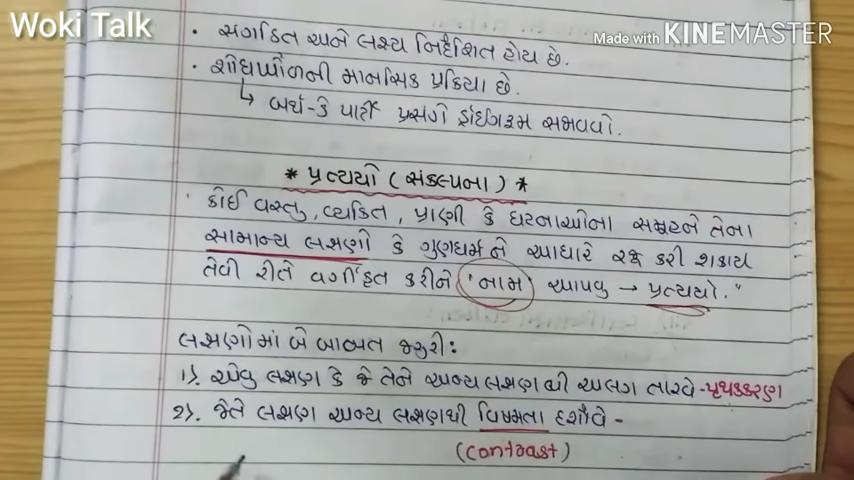 Woki Talk
Made with KINEMASTER
• સંગઠિત અને લક્ષ્ય નિર્દેશિત હોય છે.
• શોધખોળની માનસિક પ્રક્રિયા છે.
↳ બર્થ-ડે પાર્ટી પ્રસંગે ડ્રૉઈંગરૂમ સજાવવો.
* પ્રત્યયો (સંકલ્પના) *
કોઈ વસ્તુ, વ્યક્તિ, પ્રાણી કે ઘટનાઓના સમૂહને તેના
સામાન્ય લક્ષણો કે ગુણધર્મને આધારે રજૂ કરી શકાય
તેવી રીતે વર્ગીકૃત કરીને 'નામ' આપવુ → પ્રત્યયો."
લક્ષણોમાં બે બાબત જરુરી:
1). એવુ લક્ષણ કે જે તેને અન્ય લક્ષણથી અલગ તારવે - પૃથક્કરણ
2). જેતે લક્ષણ અન્ય લક્ષણથી વિષમતા દર્શાવે -
(contrast)